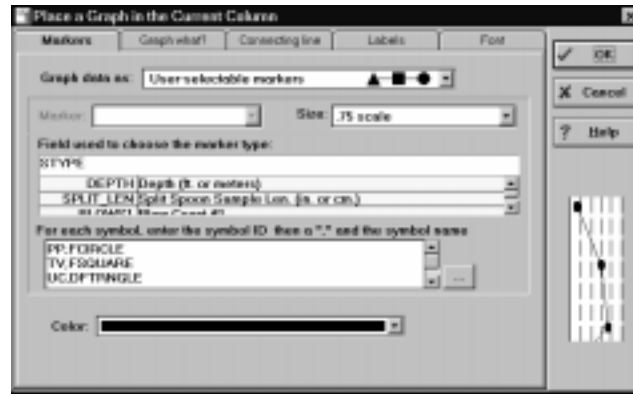 Place a Graph in the Current Column
Markers
Graph what?
Connecting line
Labels
Font
OK
Cancel
Help
Graph data as:
User selectable markers
Marker:
Size:
.75 scale
Field used to choose the marker type:
STYPE
DEPTH Depth (ft. or meters)
SPLIT_LEN Split Spoon Sample Len. (in. or cm.)
For each symbol, enter the symbol ID then a "," and the symbol name
PP,FCIRCLE
TV,FSQUARE
...
Color: